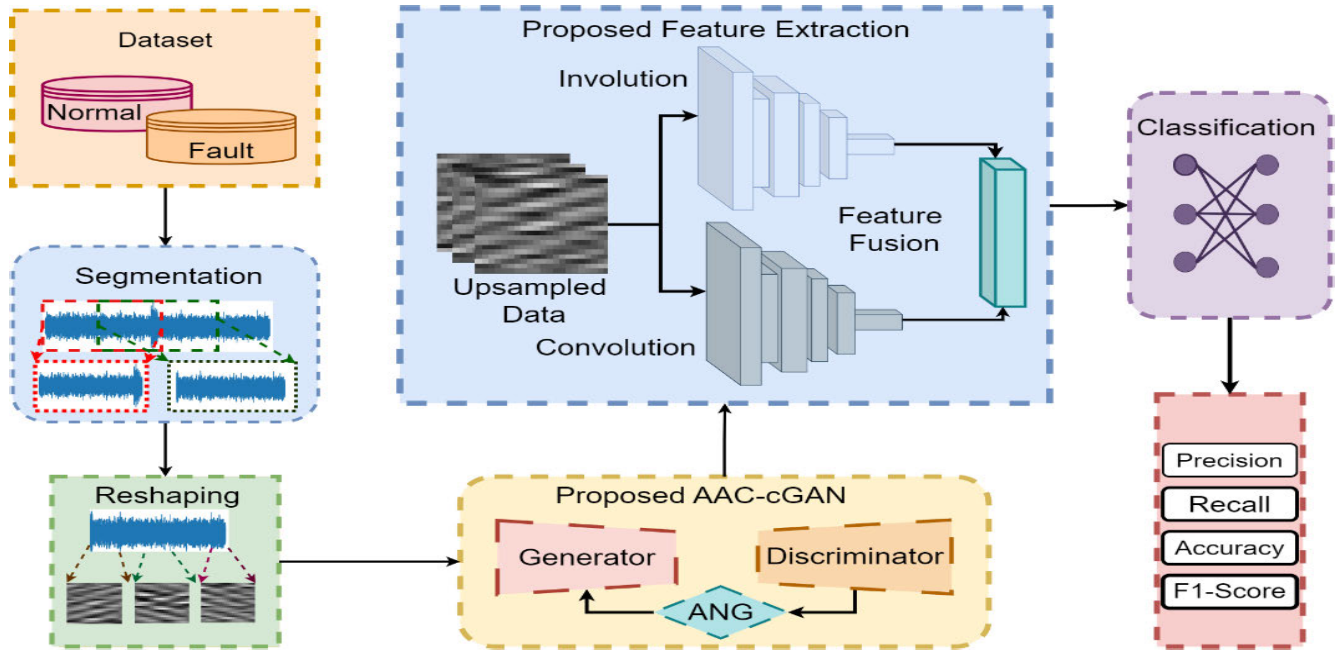 Dataset
Normal
Fault
Segmentation
Reshaping
Proposed AAC-cGAN
Generator
Discriminator
ANG
Proposed Feature Extraction
Involution
Upsampled
Data
Convolution
Feature
Fusion
Classification
Precision
Recall
Accuracy
F1-Score